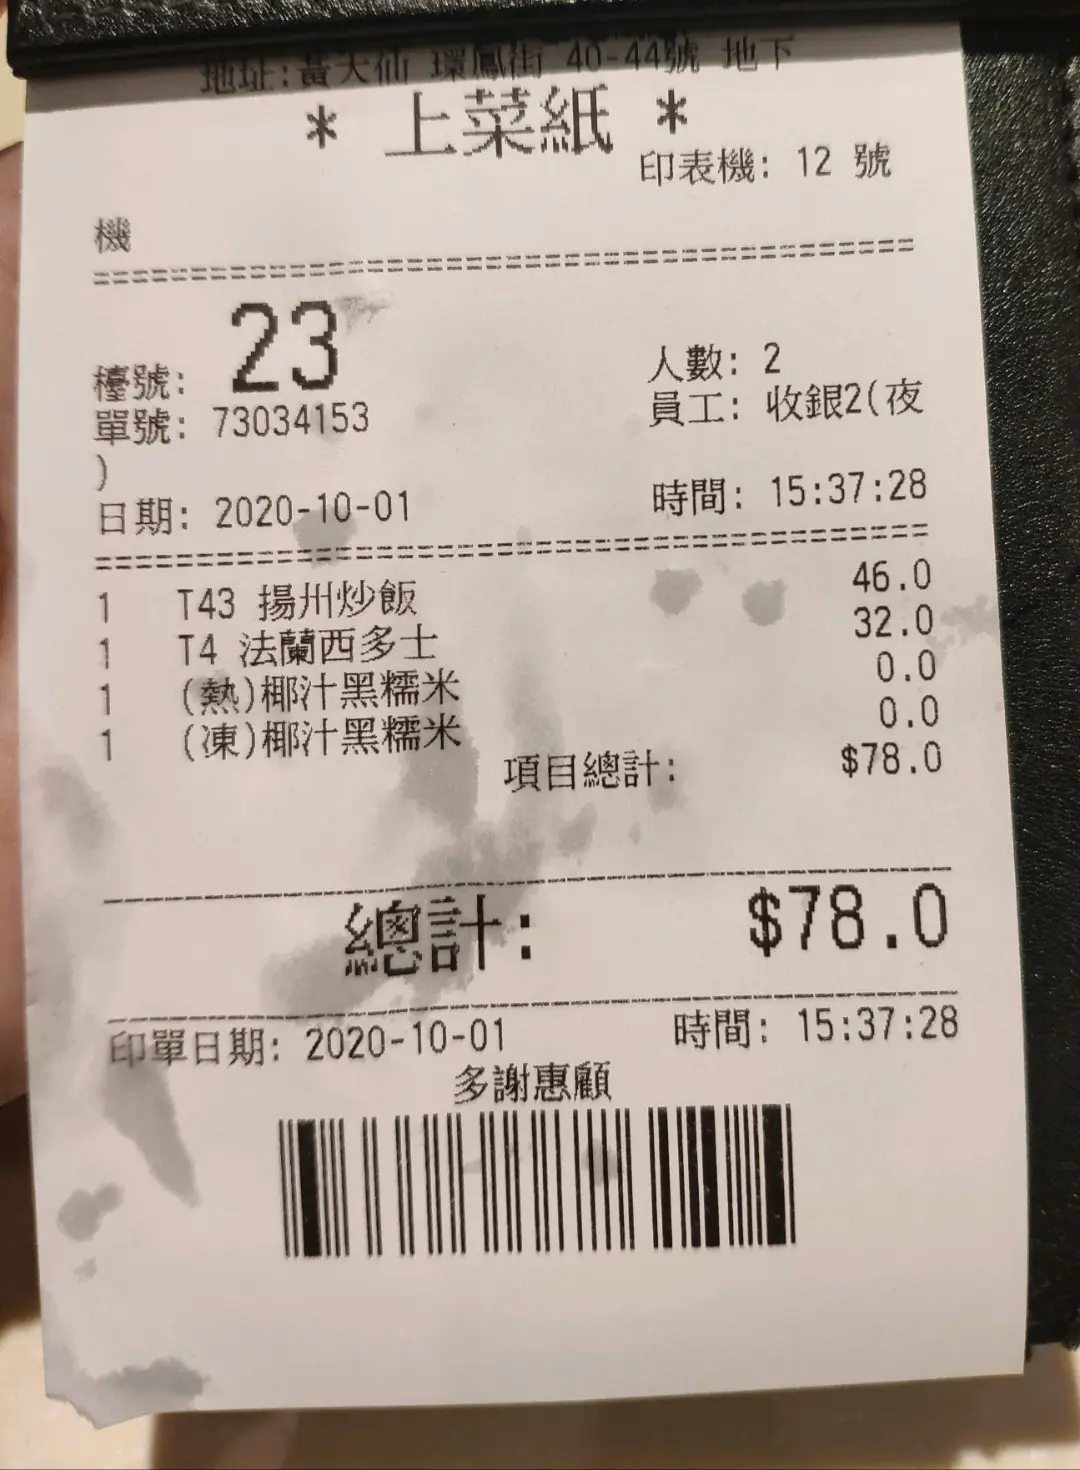 地址:黃大仙 環鳳街 40-44號 地下
* 上菜紙 *
印表機: 12 號
機
檯號: 23 人數: 2
單號: 73034153 員工: 收銀2(夜
)
日期: 2020-10-01 時間: 15:37:28
1 T43 揚州炒飯 46.0
1 T4 法蘭西多士 32.0
1 (熱)椰汁黑糯米 0.0
1 (凍)椰汁黑糯米 0.0
項目總計: $78.0
總計: $78.0
印單日期: 2020-10-01 時間: 15:37:28
多謝惠顧